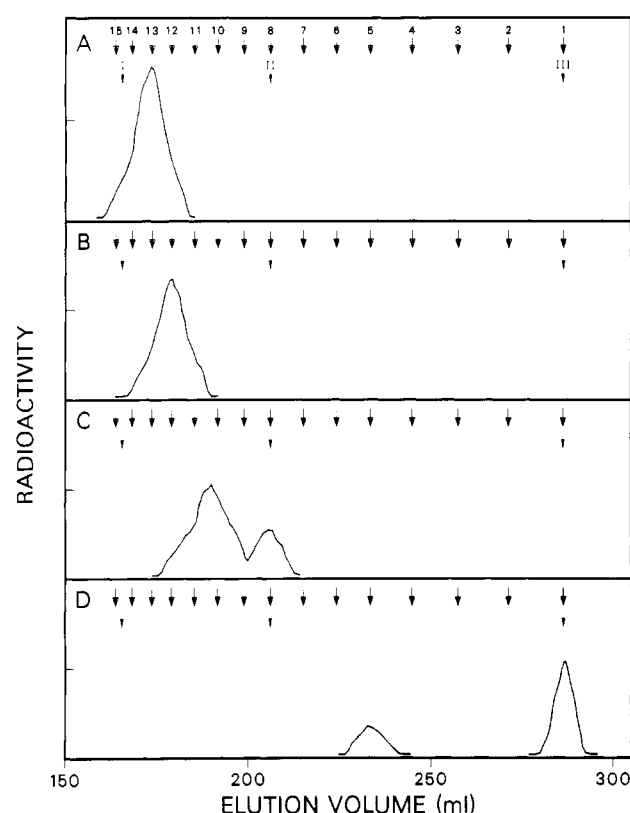 A 15 14 13 12 11 10 9 8 7 6 5 4 3 2 1
I II III
B
C
D
RADIOACTIVITY
150 200 250 300
ELUTION VOLUME (ml)